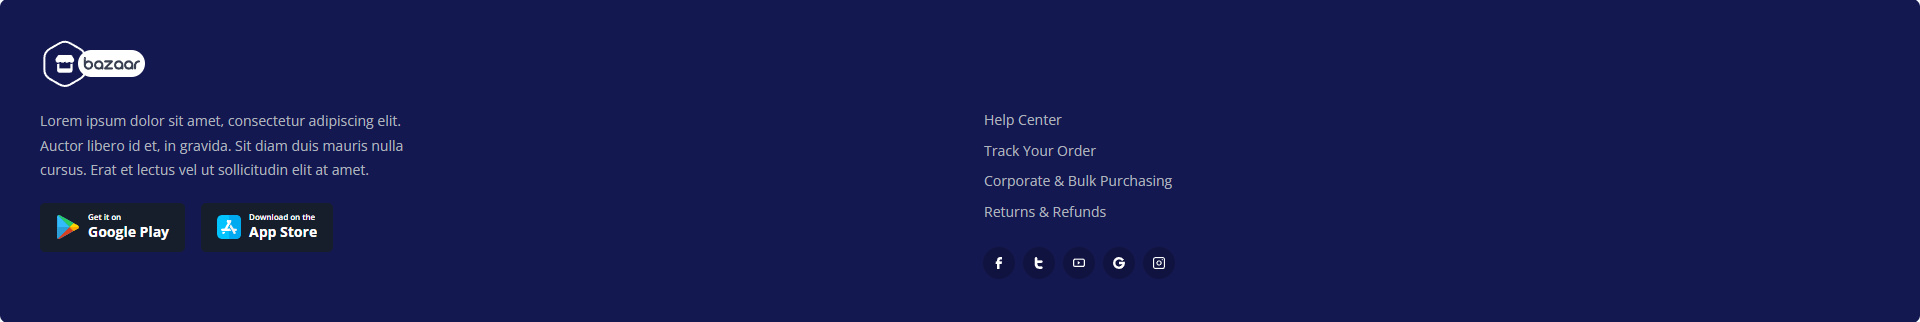 bazaar
Lorem ipsum dolor sit amet, consectetur adipiscing elit.
Auctor libero id et, in gravida. Sit diam duis mauris nulla
cursus. Erat et lectus vel ut sollicitudin elit at amet.
Get it on
Google Play
Download on the
App Store
Help Center
Track Your Order
Corporate & Bulk Purchasing
Returns & Refunds